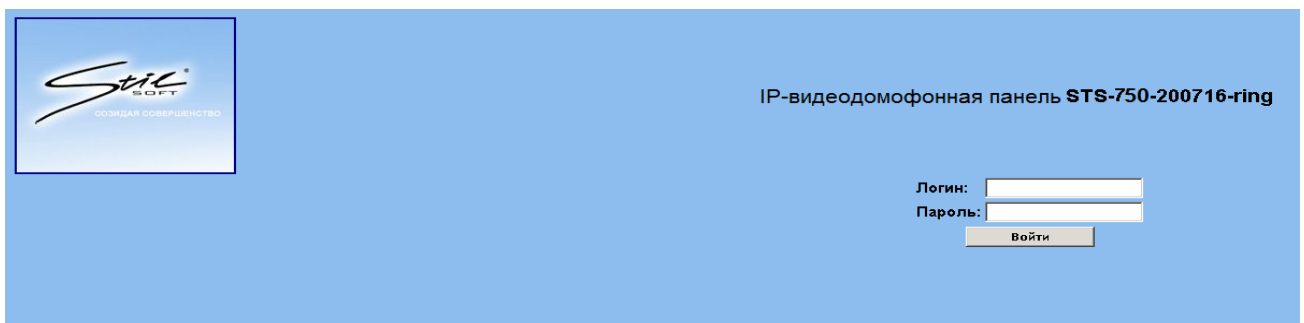 Stil
SOFT
СОЗИДАЯ СОВЕРШЕНСТВО
IP-видеодомофонная панель STS-750-200716-ring
Логин:
Пароль:
Войти